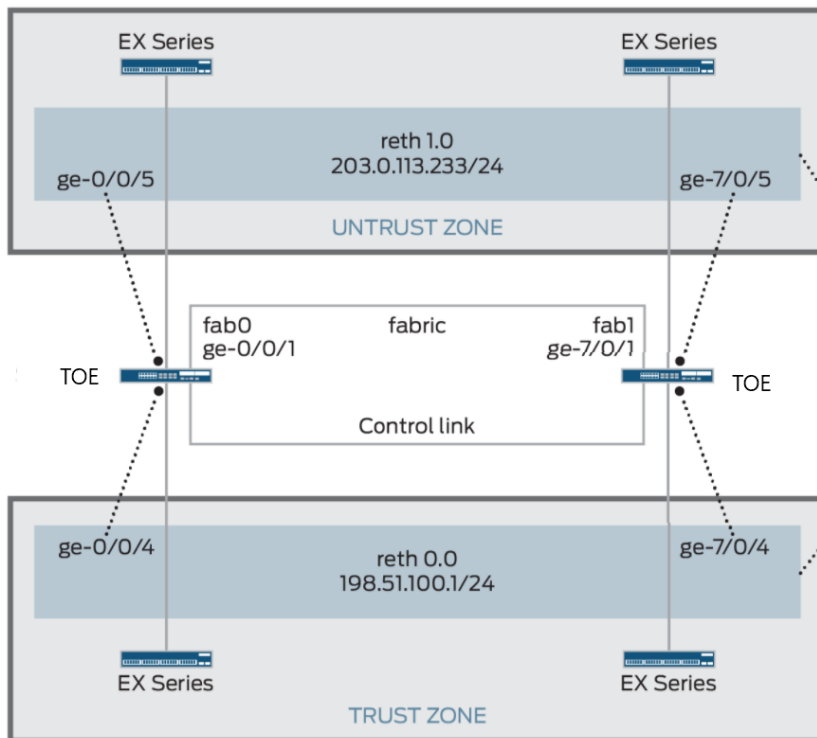 EX Series
EX Series
reth 1.0
203.0.113.233/24
ge-0/0/5
ge-7/0/5
UNTRUST ZONE
fab0
fabric
fab1
ge-0/0/1
ge-7/0/1
TOE
TOE
Control link
ge-0/0/4
ge-7/0/4
reth 0.0
198.51.100.1/24
EX Series
EX Series
TRUST ZONE